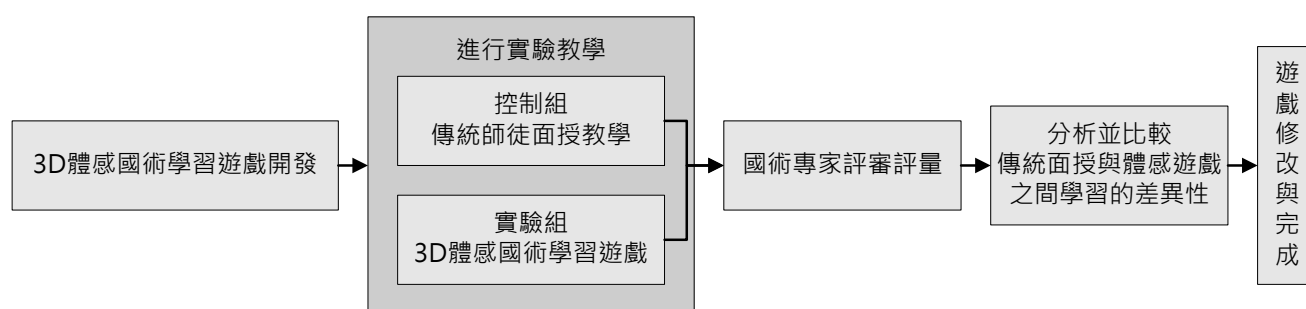 3D體感國術學習遊戲開發
進行實驗教學
控制組
傳統師徒面授教學
實驗組
3D體感國術學習遊戲
國術專家評審評量
分析並比較
傳統面授與體感遊戲
之間學習的差異性
遊戲修改與完成